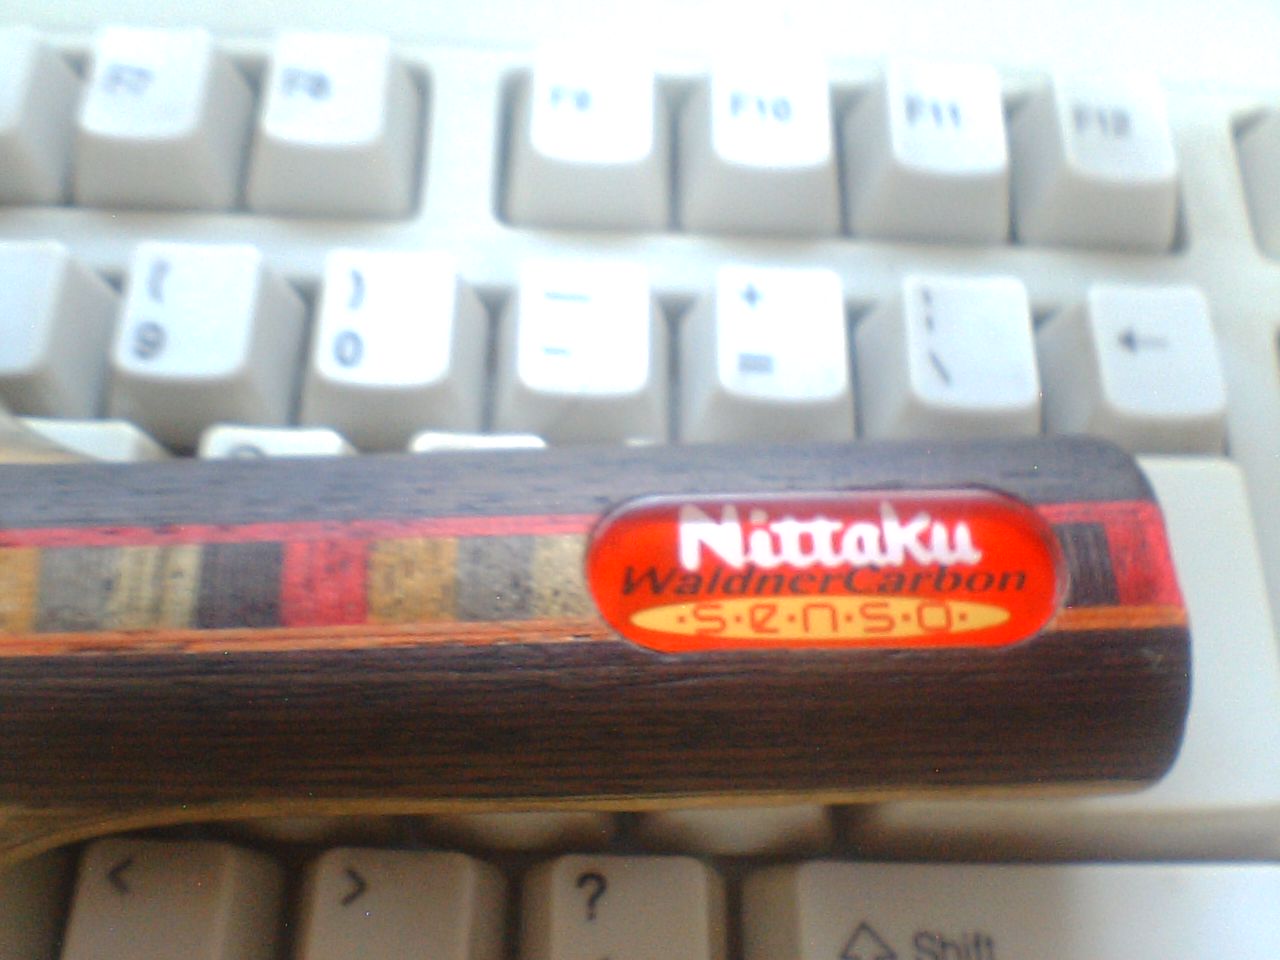 F7 F8 F9 F10 F11 F12
( ) — + |
9 0 - = \ ←
Nittaku
WaldnerCarbon
·s·e·n·s·o·
< > ?
Shift